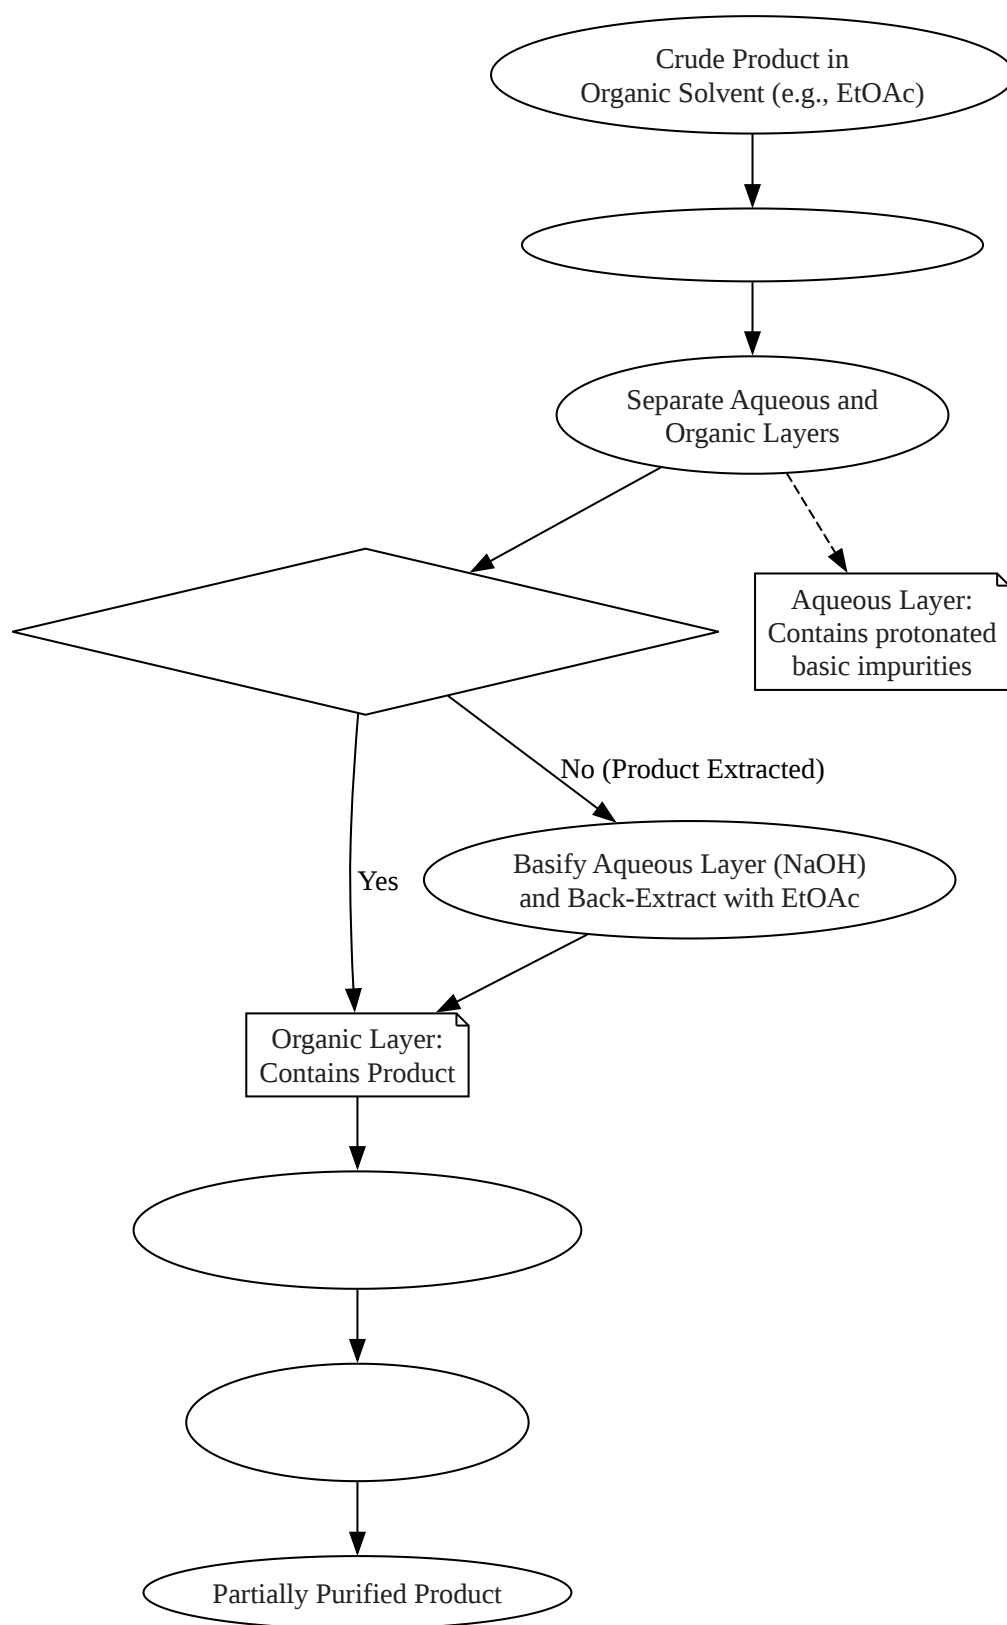 Crude Product in
Organic Solvent (e.g., EtOAc)
Separate Aqueous and
Organic Layers
Aqueous Layer:
Contains protonated
basic impurities
No (Product Extracted)
Basify Aqueous Layer (NaOH)
and Back-Extract with EtOAc
Yes
Organic Layer:
Contains Product
Partially Purified Product